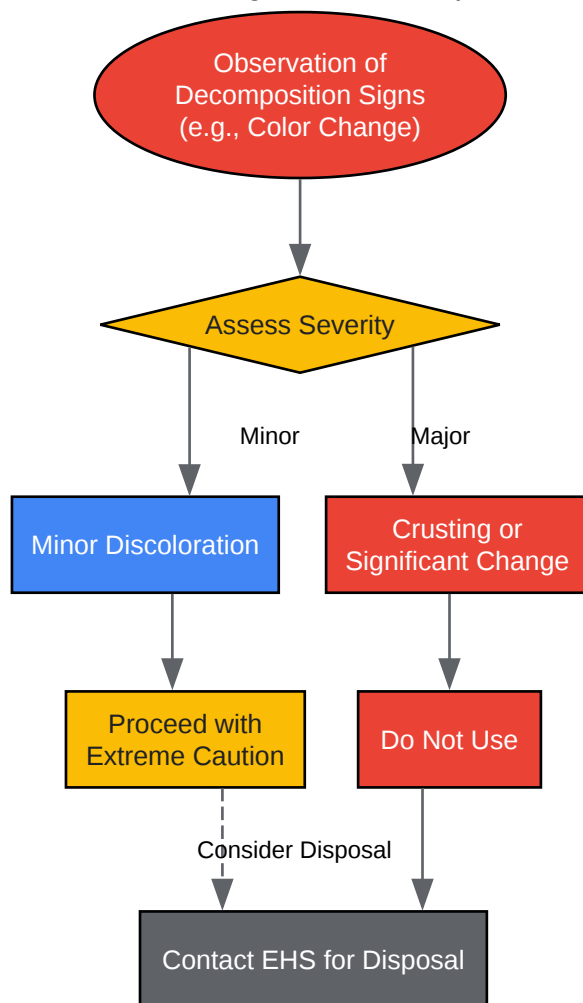 Observation of
Decomposition Signs
(e.g., Color Change)
Assess Severity
Minor
Major
Minor Discoloration
Crusting or
Significant Change
Proceed with
Extreme Caution
Do Not Use
Consider Disposal
Contact EHS for Disposal